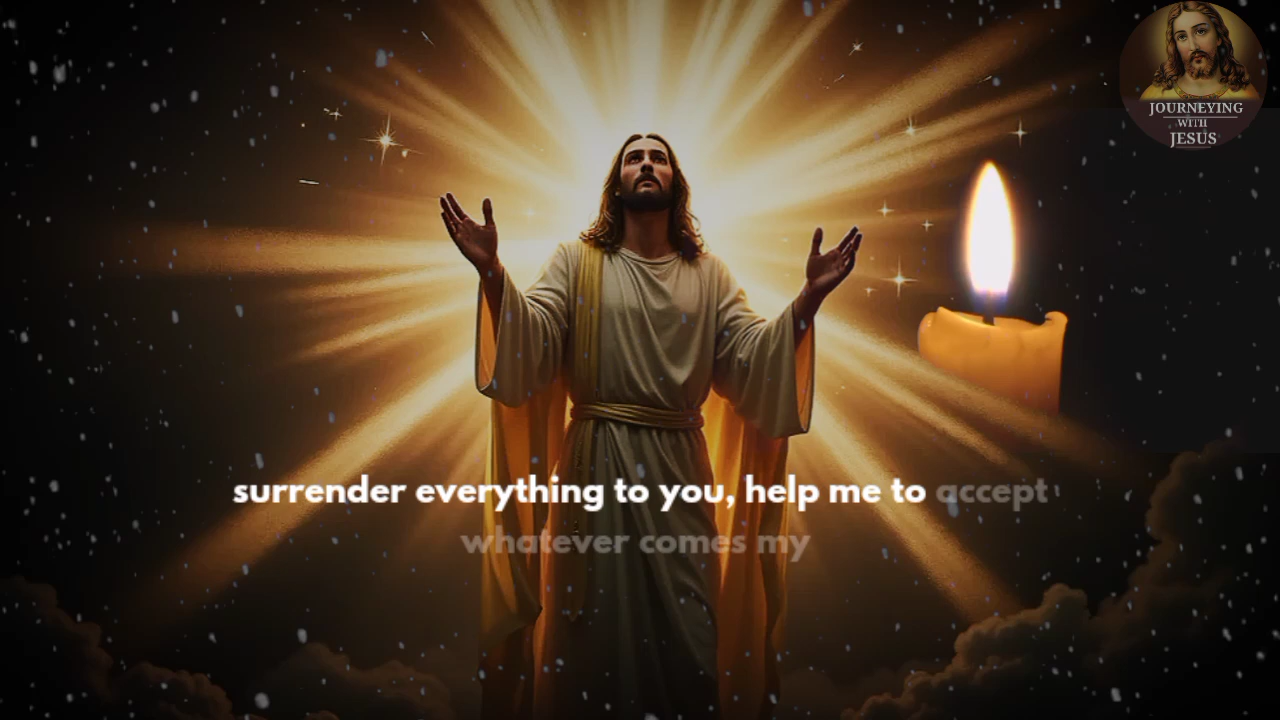 JOURNEYING
WITH
JESUS
surrender everything to you, help me to accept
whatever comes my